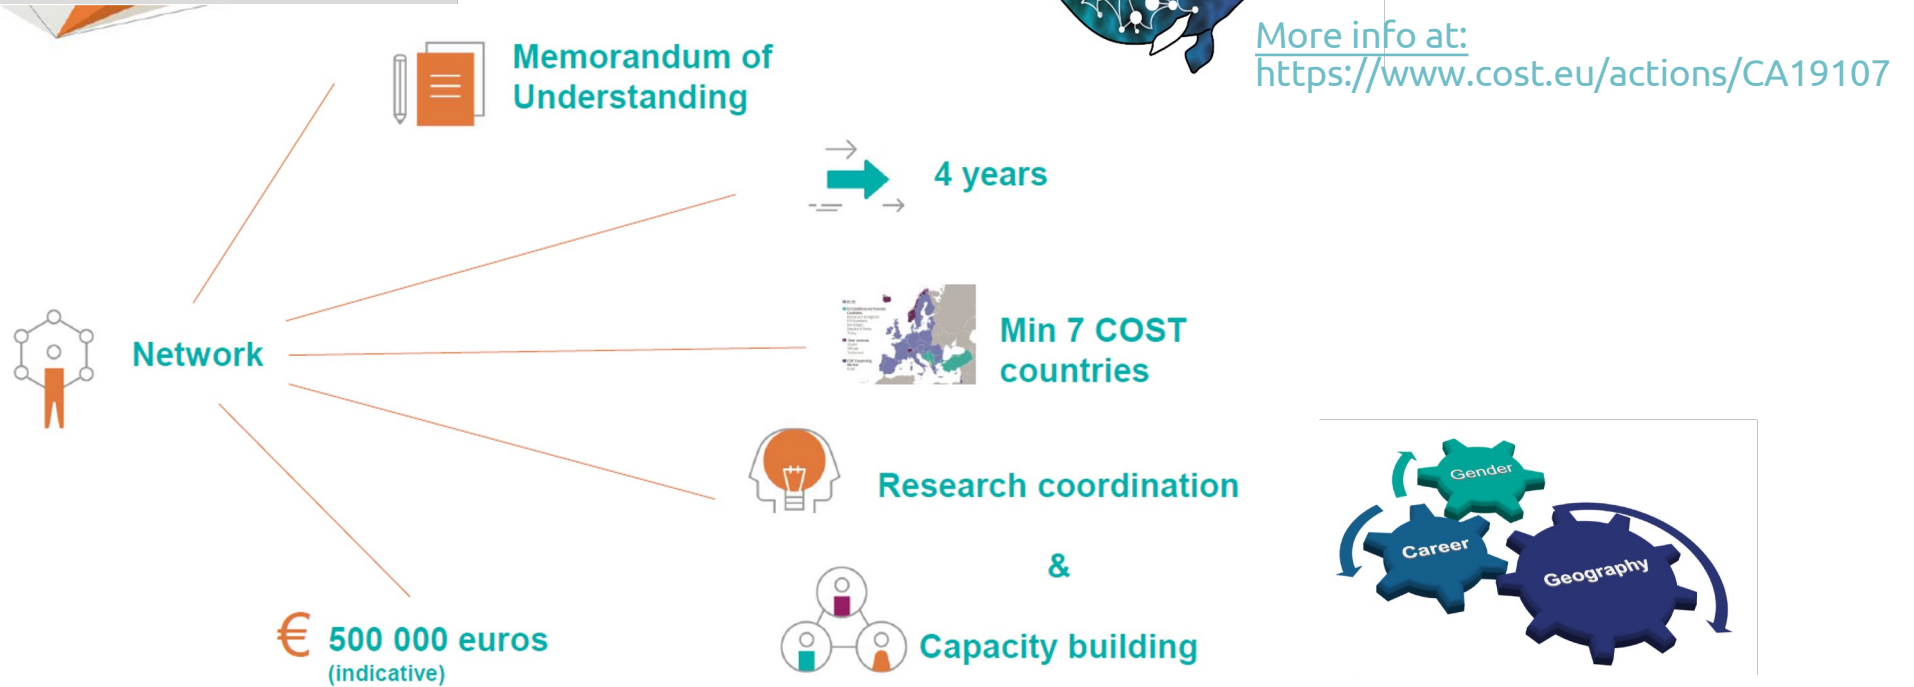 More info at:
https://www.cost.eu/actions/CA19107
Memorandum of
Understanding
4 years
Network
Min 7 COST
countries
Research coordination
&
Capacity building
€ 500 000 euros
(indicative)
Gender
Career
Geography